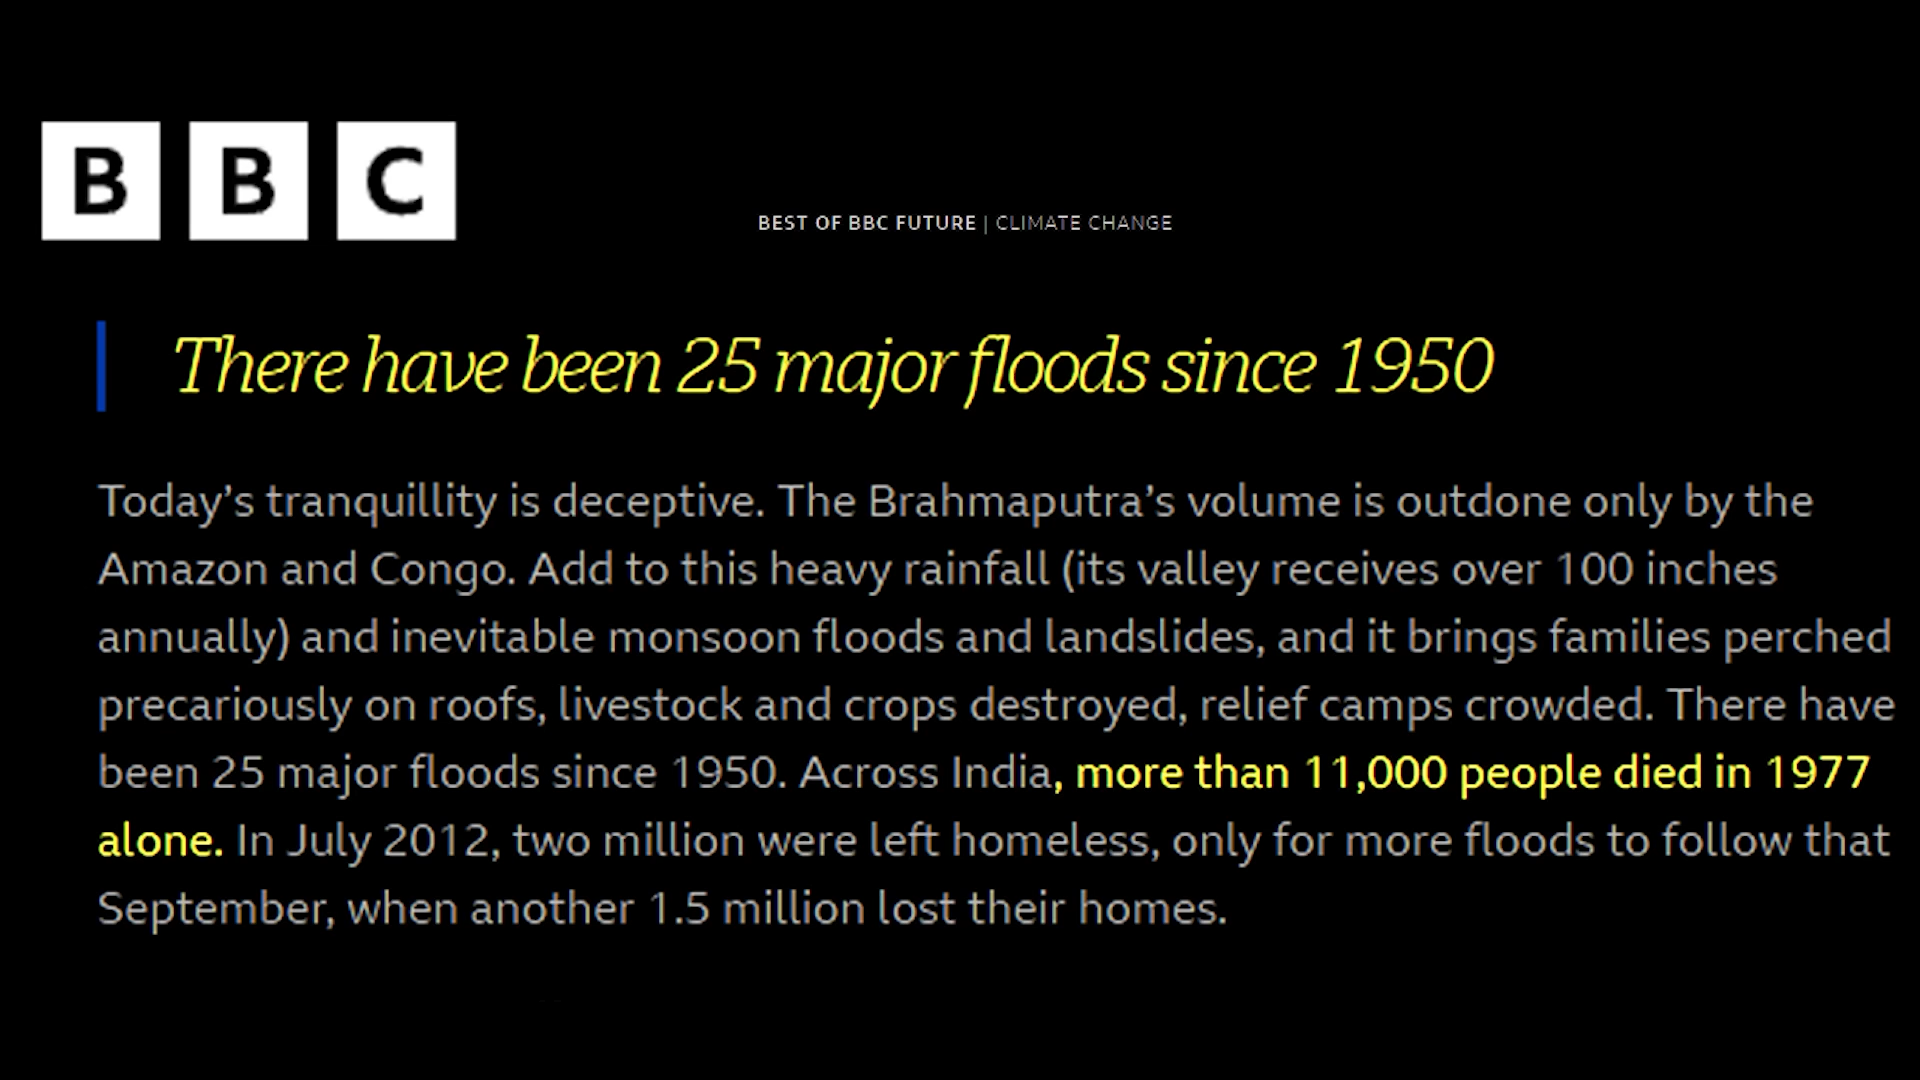 BBC
BEST OF BBC FUTURE | CLIMATE CHANGE
There have been 25 major floods since 1950
Today’s tranquillity is deceptive. The Brahmaputra’s volume is outdone only by the
Amazon and Congo. Add to this heavy rainfall (its valley receives over 100 inches
annually) and inevitable monsoon floods and landslides, and it brings families perched
precariously on roofs, livestock and crops destroyed, relief camps crowded. There have
been 25 major floods since 1950. Across India, more than 11,000 people died in 1977
alone. In July 2012, two million were left homeless, only for more floods to follow that
September, when another 1.5 million lost their homes.